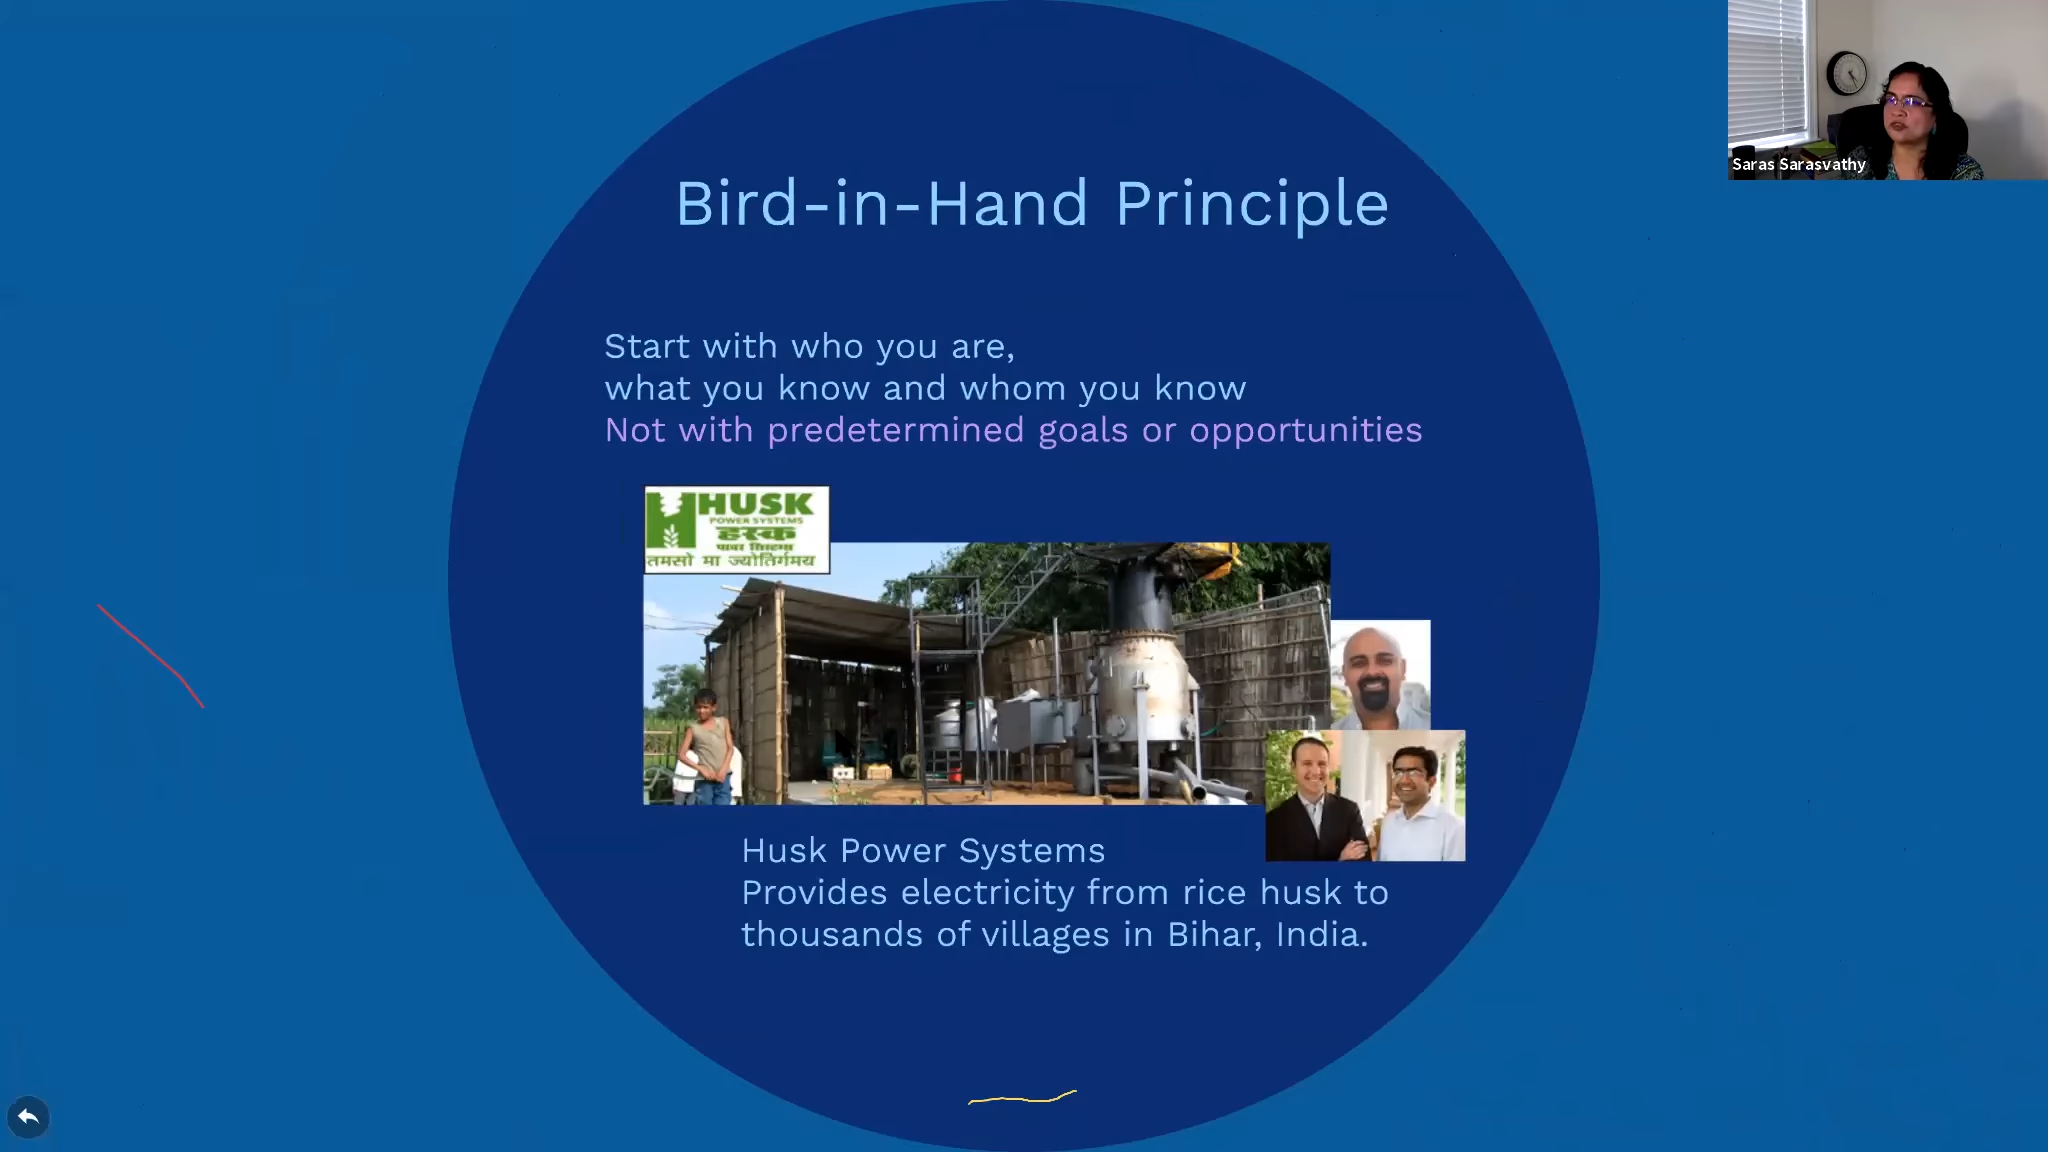 Saras Sarasvathy
Bird-in-Hand Principle
Start with who you are,
what you know and whom you know
Not with predetermined goals or opportunities
HUSK
POWER SYSTEMS
हस्क
पावर सिस्टम्स
तमसो मा ज्योतिर्गमय
Husk Power Systems
Provides electricity from rice husk to
thousands of villages in Bihar, India.